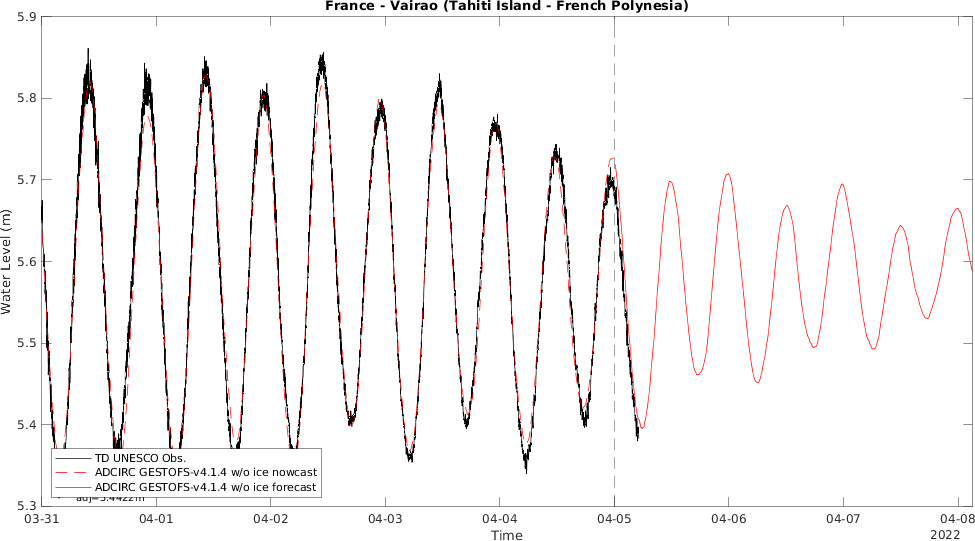 France - Vairao (Tahiti Island - French Polynesia)
5.9
5.8
5.7
5.6
5.5
5.4
5.3
Water Level (m)
TD UNESCO Obs.
ADCIRC GESTOFS-v4.1.4 w/o ice nowcast
ADCIRC GESTOFS-v4.1.4 w/o ice forecast
03-31 04-01 04-02 04-03 04-04 04-05 04-06 04-07 04-08
Time
2022